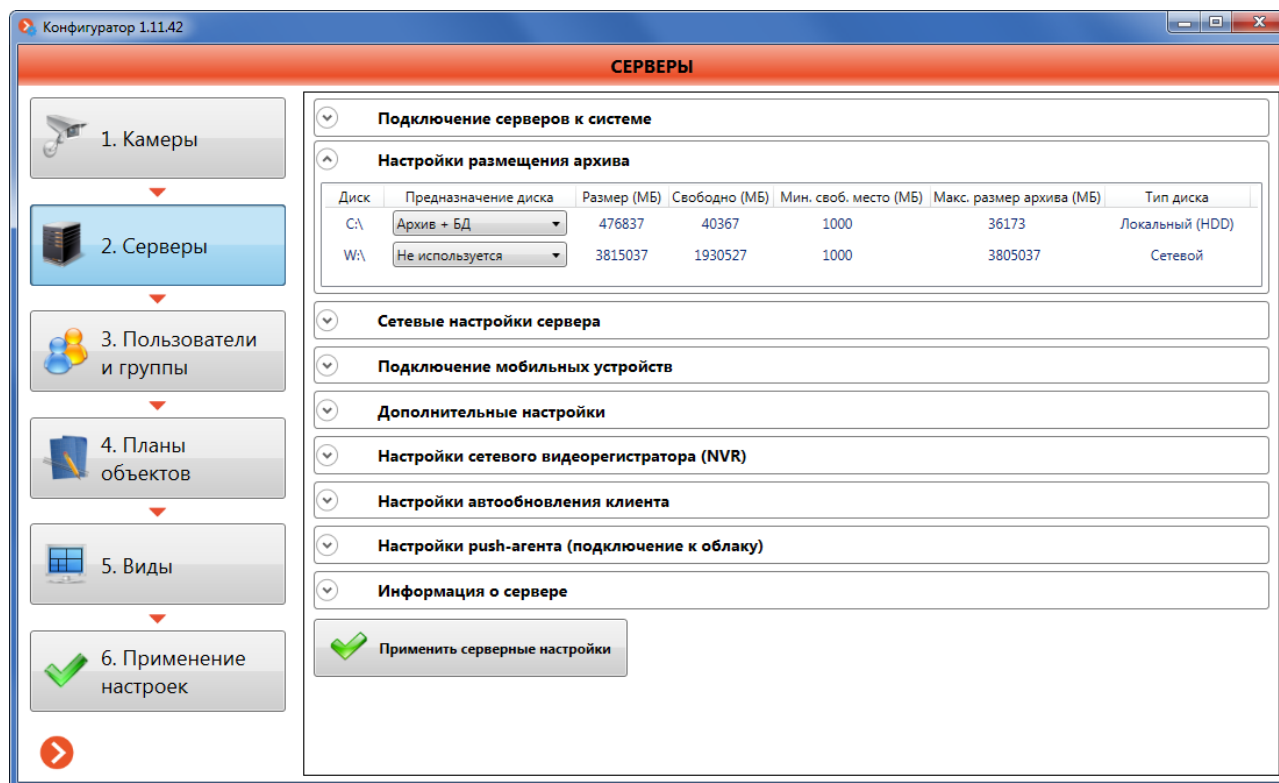 Конфигуратор 1.11.42
СЕРВЕРЫ
1. Камеры
2. Серверы
3. Пользователи
и группы
4. Планы
объектов
5. Виды
6. Применение
настроек
Подключение серверов к системе
Настройки размещения архива
Диск Предназначение диска Размер (МБ) Свободно (МБ) Мин. своб. место (МБ) Макс. размер архива (МБ) Тип диска
C:\ Архив + БД 476837 40367 1000 36173 Локальный (HDD)
W:\ Не используется 3815037 1930527 1000 3805037 Сетевой
Сетевые настройки сервера
Подключение мобильных устройств
Дополнительные настройки
Настройки сетевого видеорегистратора (NVR)
Настройки автообновления клиента
Настройки push-агента (подключение к облаку)
Информация о сервере
Применить серверные настройки